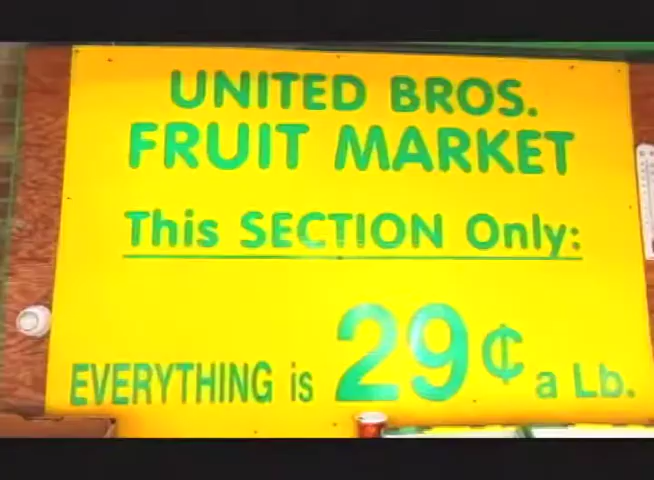 UNITED BROS.
FRUIT MARKET
This SECTION Only:
EVERYTHING is 29¢ a Lb.